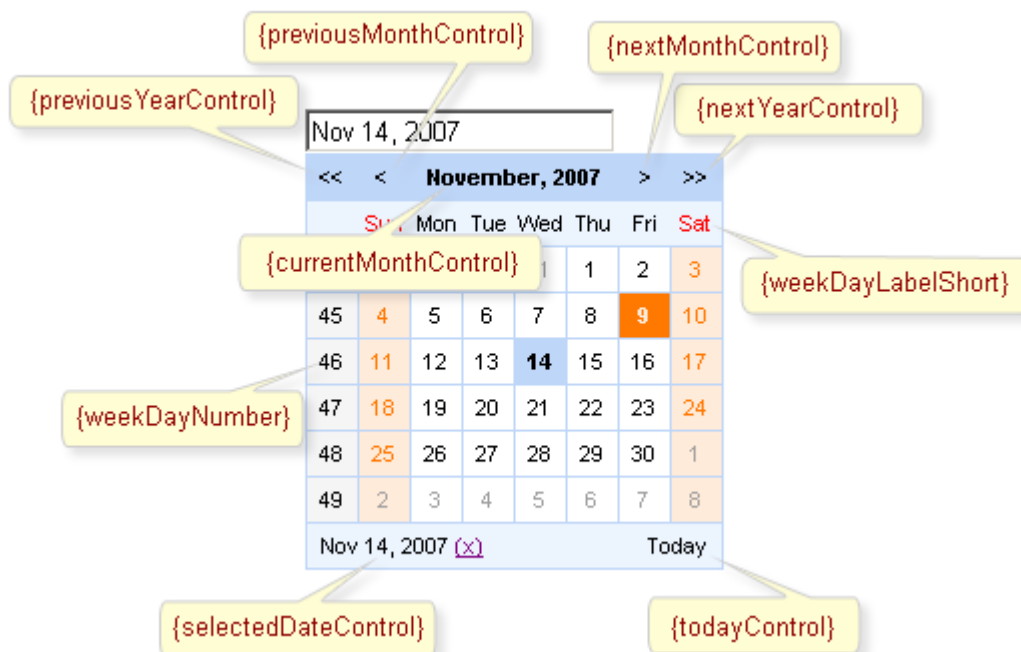 {previousMonthControl}
{nextMonthControl}
{previousYearControl}
{nextYearControl}
Nov 14, 2007
<< < November, 2007 > >>
Sun Mon Tue Wed Thu Fri Sat
{currentMonthControl}
1 1 2 3
{weekDayLabelShort}
45 4 5 6 7 8 9 10
46 11 12 13 14 15 16 17
{weekDayNumber}
47 18 19 20 21 22 23 24
48 25 26 27 28 29 30 1
49 2 3 4 5 6 7 8
Nov 14, 2007 (x) Today
{selectedDateControl}
{todayControl}